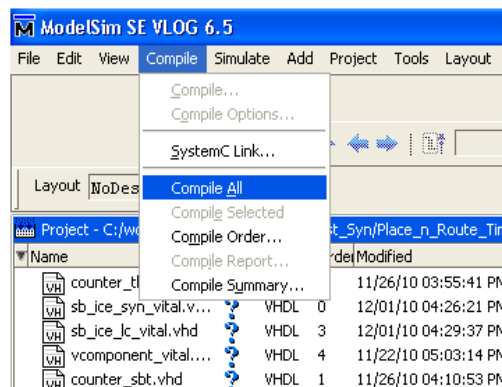 ModelSim SE VLOG 6.5
File Edit View Compile Simulate Add Project Tools Layout
Compile...
Compile Options...
SystemC Link...
Layout NoDes
Compile All
Compile Selected
Project - C:/wo st_Syn/Place_n_Route_Tim
Compile Order...
Name Modified
Compile Report...
counter_t 11/26/10 03:55:41 PM
Compile Summary...
sb_ice_syn_vital.v... ? VHDL 0 12/01/10 04:26:21 PM
sb_ice_lc_vital.vhd ? VHDL 3 12/01/10 04:29:37 PM
vcomponent_vital.... ? VHDL 4 11/22/10 05:03:14 PM
counter_sbt.vhd ? VHDL 1 11/26/10 04:10:53 PM